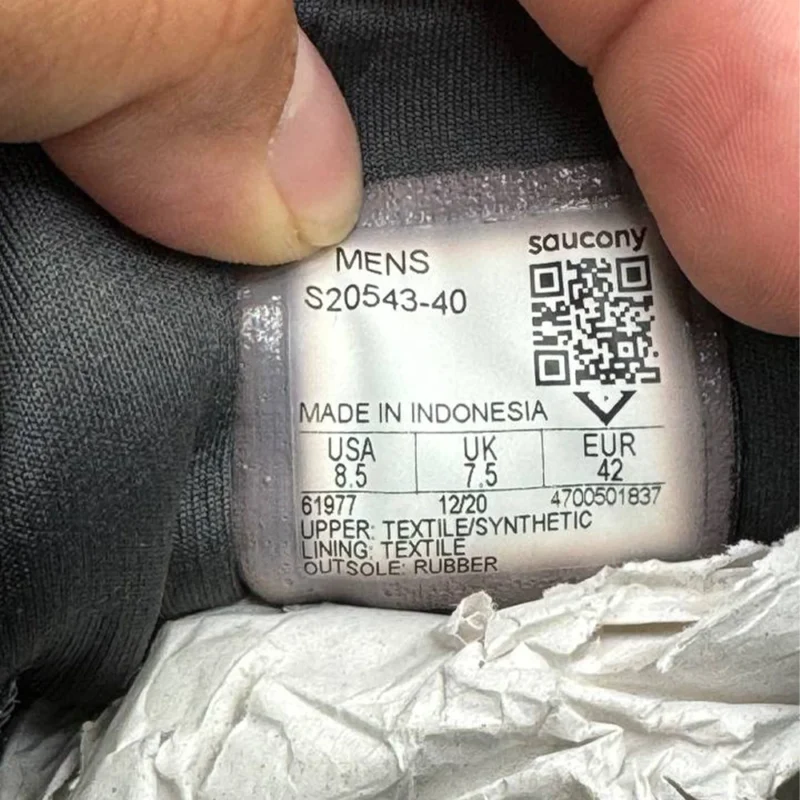 saucony
MENS
S20543-40
MADE IN INDONESIA
USA UK EUR
8.5 7.5 42
61977 12/20 4700501837
UPPER: TEXTILE/SYNTHETIC
LINING: TEXTILE
OUTSOLE: RUBBER